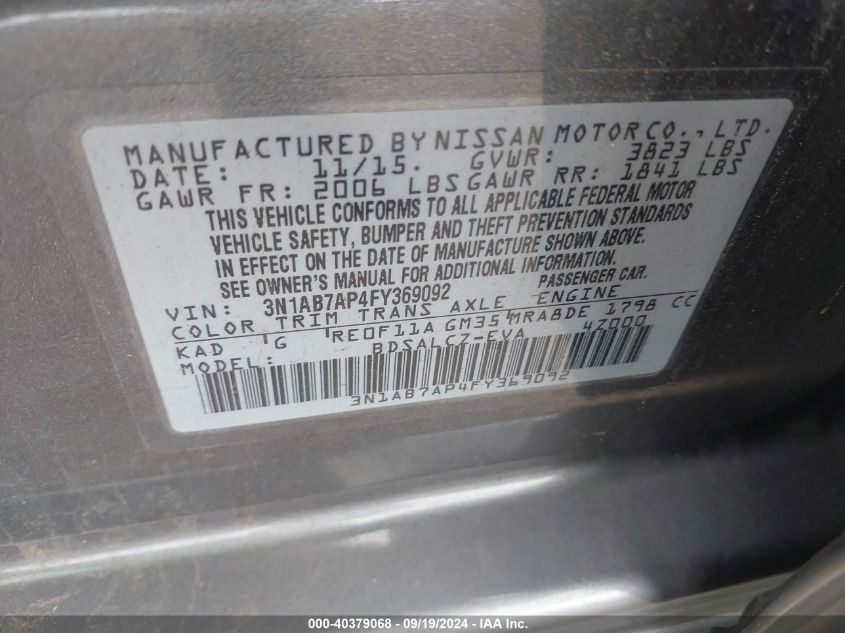 MANUFACTURED BY NISSAN MOTOR CO., LTD.
DATE: 11/15. GVWR: 3823 LBS
GAWR FR: 2006 LBS GAWR RR: 1841 LBS
THIS VEHICLE CONFORMS TO ALL APPLICABLE FEDERAL MOTOR
VEHICLE SAFETY, BUMPER AND THEFT PREVENTION STANDARDS
IN EFFECT ON THE DATE OF MANUFACTURE SHOWN ABOVE.
SEE OWNER'S MANUAL FOR ADDITIONAL INFORMATION.
VIN: 3N1AB7AP4FY369092 PASSENGER CAR.
COLOR TRIM TRANS AXLE ENGINE
KAD G RE0F11A GM35 MRA8DE 1798 CC
MODEL: BDSALCZ-EVA 4Z000
3N1AB7AP4FY369092
000-40379068 - 09/19/2024 - IAA Inc.